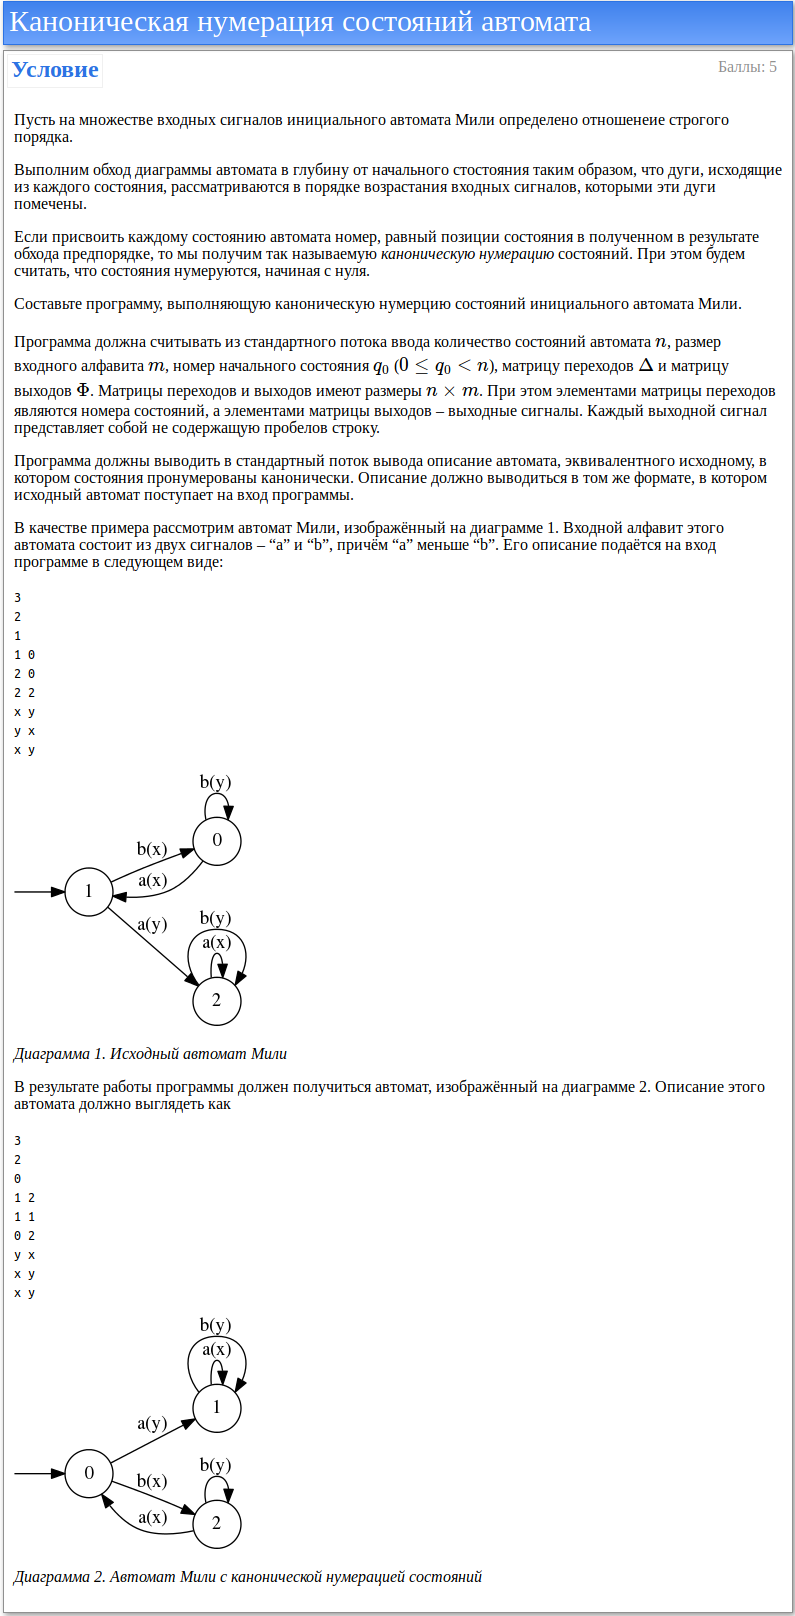 Каноническая нумерация состояний автомата
Условие
Баллы: 5
Пусть на множестве входных сигналов инициального автомата Мили определено отношенеие строгого
порядка.
Выполним обход диаграммы автомата в глубину от начального стостояния таким образом, что дуги, исходящие
из каждого состояния, рассматриваются в порядке возрастания входных сигналов, которыми эти дуги
помечены.
Если присвоить каждому состоянию автомата номер, равный позиции состояния в полученном в результате
обхода предпорядке, то мы получим так называемую каноническую нумерацию состояний. При этом будем
считать, что состояния нумеруются, начиная с нуля.
Составьте программу, выполняющую каноническую нумерцию состояний инициального автомата Мили.
Программа должна считывать из стандартного потока ввода количество состояний автомата n, размер
входного алфавита m, номер начального состояния q₀ (0 ≤ q₀ < n), матрицу переходов Δ и матрицу
выходов Φ. Матрицы переходов и выходов имеют размеры n × m. При этом элементами матрицы переходов
являются номера состояний, а элементами матрицы выходов – выходные сигналы. Каждый выходной сигнал
представляет собой не содержащую пробелов строку.
Программа должны выводить в стандартный поток вывода описание автомата, эквивалентного исходному, в
котором состояния пронумерованы канонически. Описание должно выводиться в том же формате, в котором
исходный автомат поступает на вход программы.
В качестве примера рассмотрим автомат Мили, изображённый на диаграмме 1. Входной алфавит этого
автомата состоит из двух сигналов – “a” и “b”, причём “a” меньше “b”. Его описание подаётся на вход
программе в следующем виде:
3
2
1
1 0
2 0
2 2
x y
y x
x y
b(y)
0
b(x)
a(x)
1
a(y)
b(y)
a(x)
2
Диаграмма 1. Исходный автомат Мили
В результате работы программы должен получиться автомат, изображённый на диаграмме 2. Описание этого
автомата должно выглядеть как
3
2
0
1 2
1 1
0 2
y x
x y
x y
b(y)
a(x)
1
a(y)
0
b(x)
b(y)
a(x)
2
Диаграмма 2. Автомат Мили с канонической нумерацией состояний